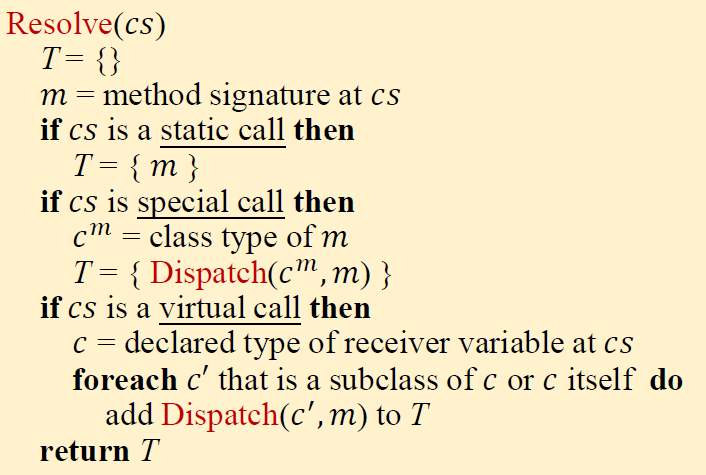 Resolve(cs)
T = {}
m = method signature at cs
if cs is a static call then
T = { m }
if cs is special call then
cᵐ = class type of m
T = { Dispatch(cᵐ, m) }
if cs is a virtual call then
c = declared type of receiver variable at cs
foreach c′ that is a subclass of c or c itself do
add Dispatch(c′, m) to T
return T